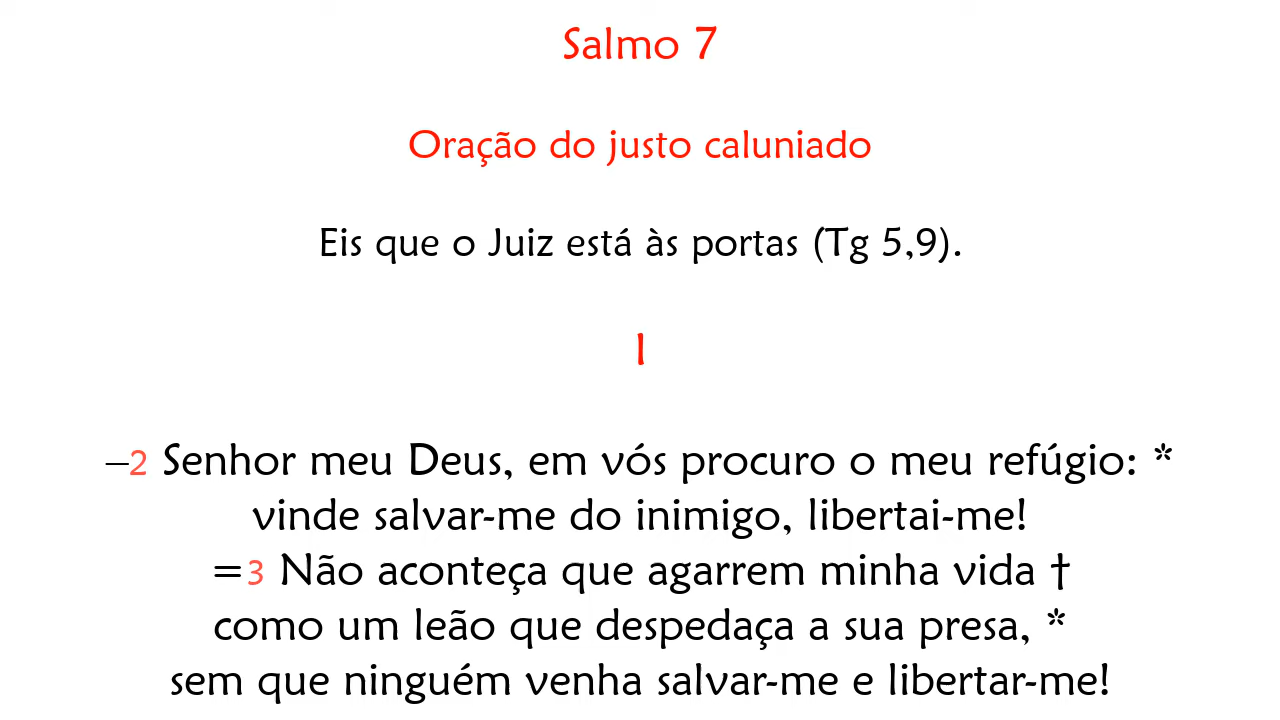 Salmo 7
Oração do justo caluniado
Eis que o Juiz está às portas (Tg 5,9).
I
–2 Senhor meu Deus, em vós procuro o meu refúgio: *
vinde salvar-me do inimigo, libertai-me!
=3 Não aconteça que agarrem minha vida †
como um leão que despedaça a sua presa, *
sem que ninguém venha salvar-me e libertar-me!